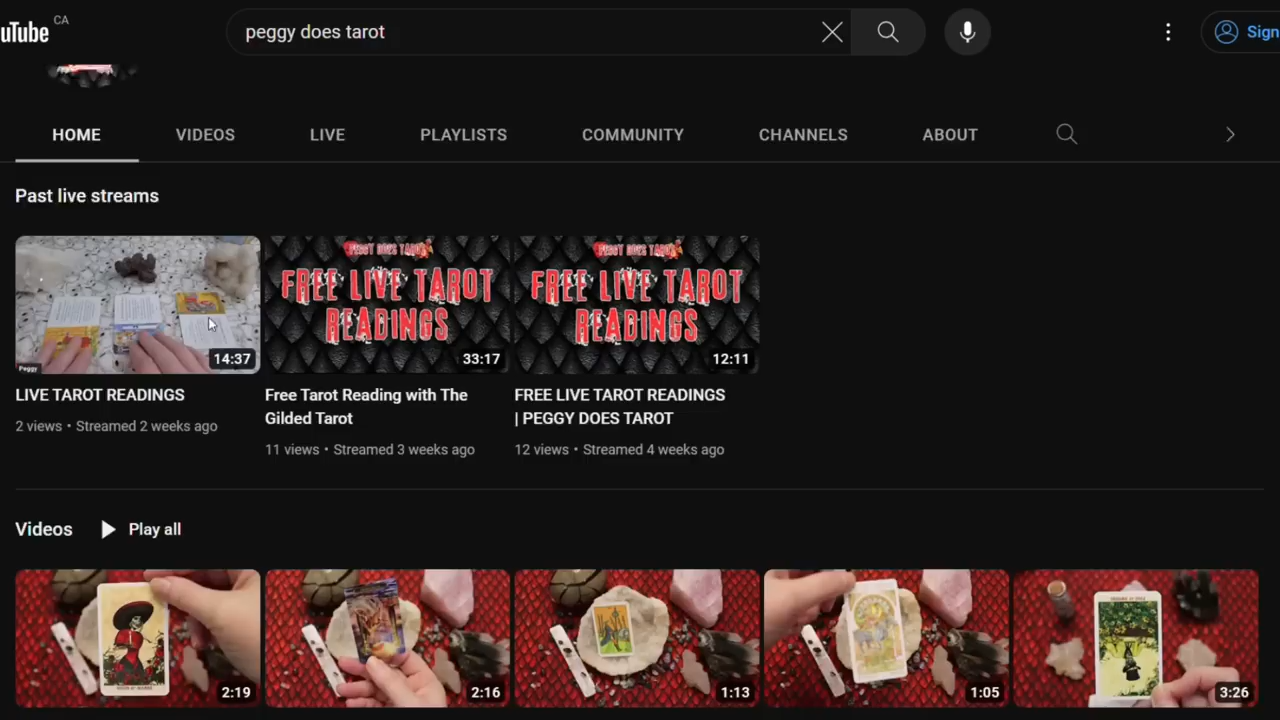 uTube CA
peggy does tarot
Sign
HOME VIDEOS LIVE PLAYLISTS COMMUNITY CHANNELS ABOUT
Past live streams
PEGGY DOES TAROT
FREE LIVE TAROT
READINGS
PEGGY DOES TAROT
FREE LIVE TAROT
READINGS
Peggy
14:37
33:17
12:11
LIVE TAROT READINGS
2 views • Streamed 2 weeks ago
Free Tarot Reading with The
Gilded Tarot
11 views • Streamed 3 weeks ago
FREE LIVE TAROT READINGS
| PEGGY DOES TAROT
12 views • Streamed 4 weeks ago
Videos Play all
2:19
2:16
1:13
1:05
3:26